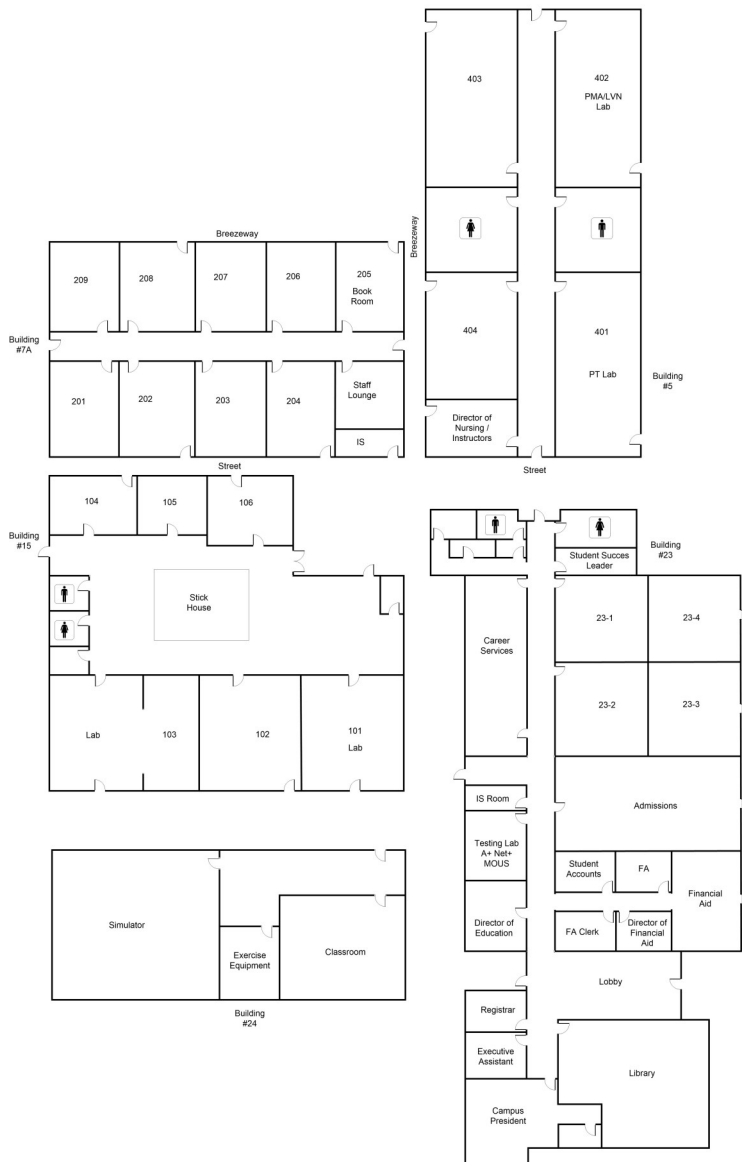 403
402
PMA/LVN
Lab
Breezeway
Breezeway
209
208
207
206
205
Book
Room
404
401
PT Lab
Building
#7A
Building
#5
201
202
203
204
Staff
Lounge
IS
Director of
Nursing /
Instructors
Street
Street
104
105
106
Building
#15
Building
#23
Student Succes
Leader
Stick
House
Career
Services
23-1
23-4
23-2
23-3
Lab
103
102
101
Lab
IS Room
Admissions
Testing Lab
A+ Net+
MOUS
Student
Accounts
FA
Financial
Aid
Director of
Education
FA Clerk
Director of
Financial
Aid
Simulator
Exercise
Equipment
Classroom
Building
#24
Lobby
Registrar
Executive
Assistant
Library
Campus
President